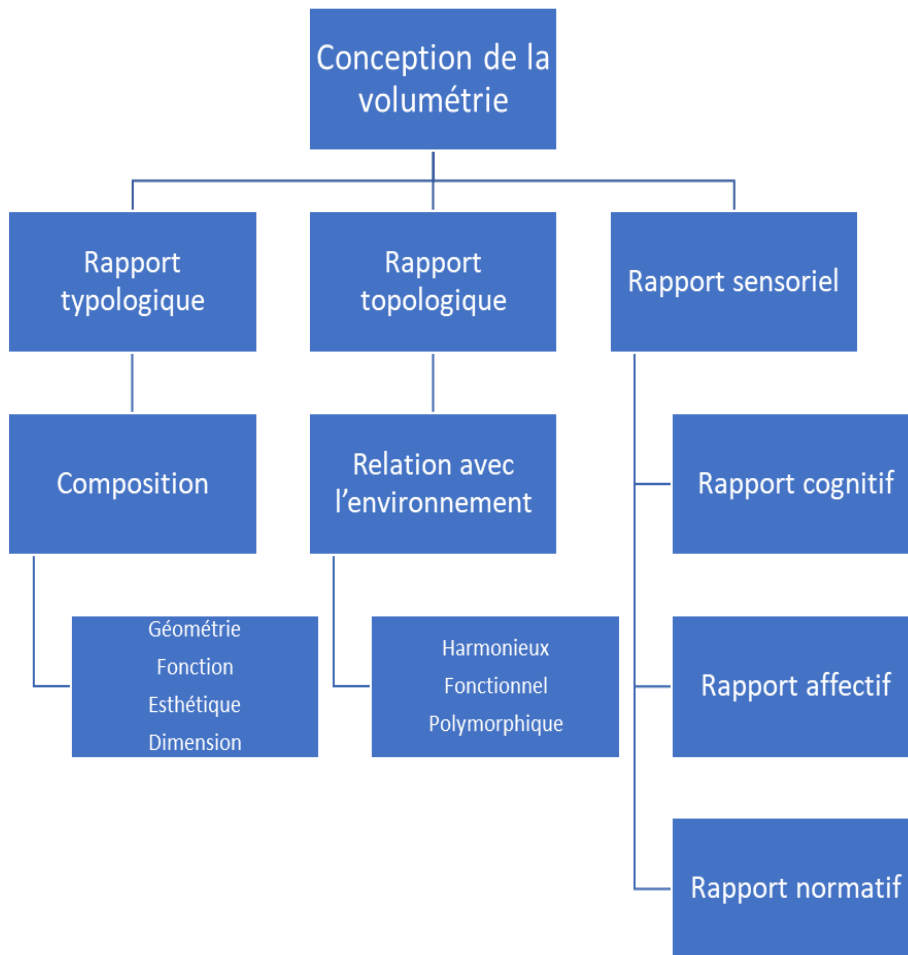 Conception de la
volumétrie
Rapport
typologique
Rapport
topologique
Rapport sensoriel
Composition
Relation avec
l’environnement
Rapport cognitif
Géométrie
Fonction
Esthétique
Dimension
Harmonieux
Fonctionnel
Polymorphique
Rapport affectif
Rapport normatif